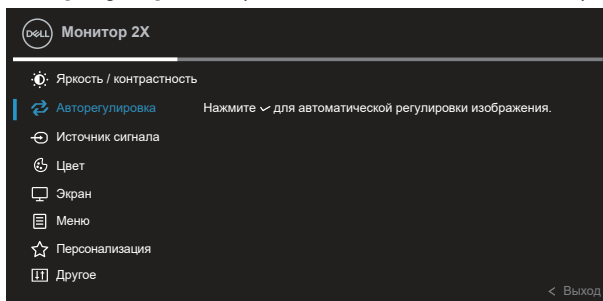 DELL Монитор 2X
Яркость / контрастность
Авторегулировка Нажмите ✓ для автоматической регулировки изображения.
Источник сигнала
Цвет
Экран
Меню
Персонализация
Другое
< Выход